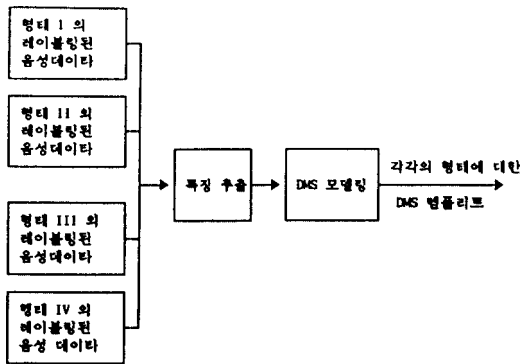 형태 I 의
레이블링된
음성데이타
형태 II 의
레이블링된
음성데이타
형태 III 의
레이블링된
음성데이타
형태 IV 의
레이블링된
음성 데이타
특징 추출
DMS 모델링
각각의 형태에 대한
DMS 템플리트